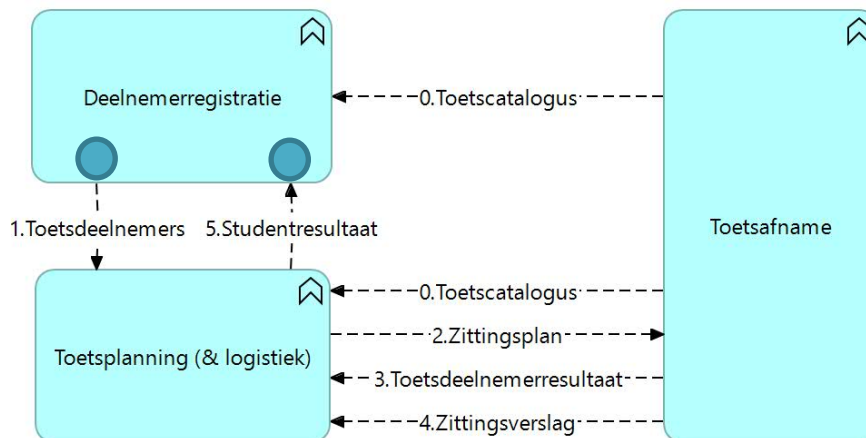 Deelnemerregistratie
0.Toetscatalogus
1.Toetsdeelnemers
5.Studentresultaat
Toetsafname
0.Toetscatalogus
2.Zittingsplan
Toetsplanning (& logistiek)
3.Toetsdeelnemerresultaat
4.Zittingsverslag